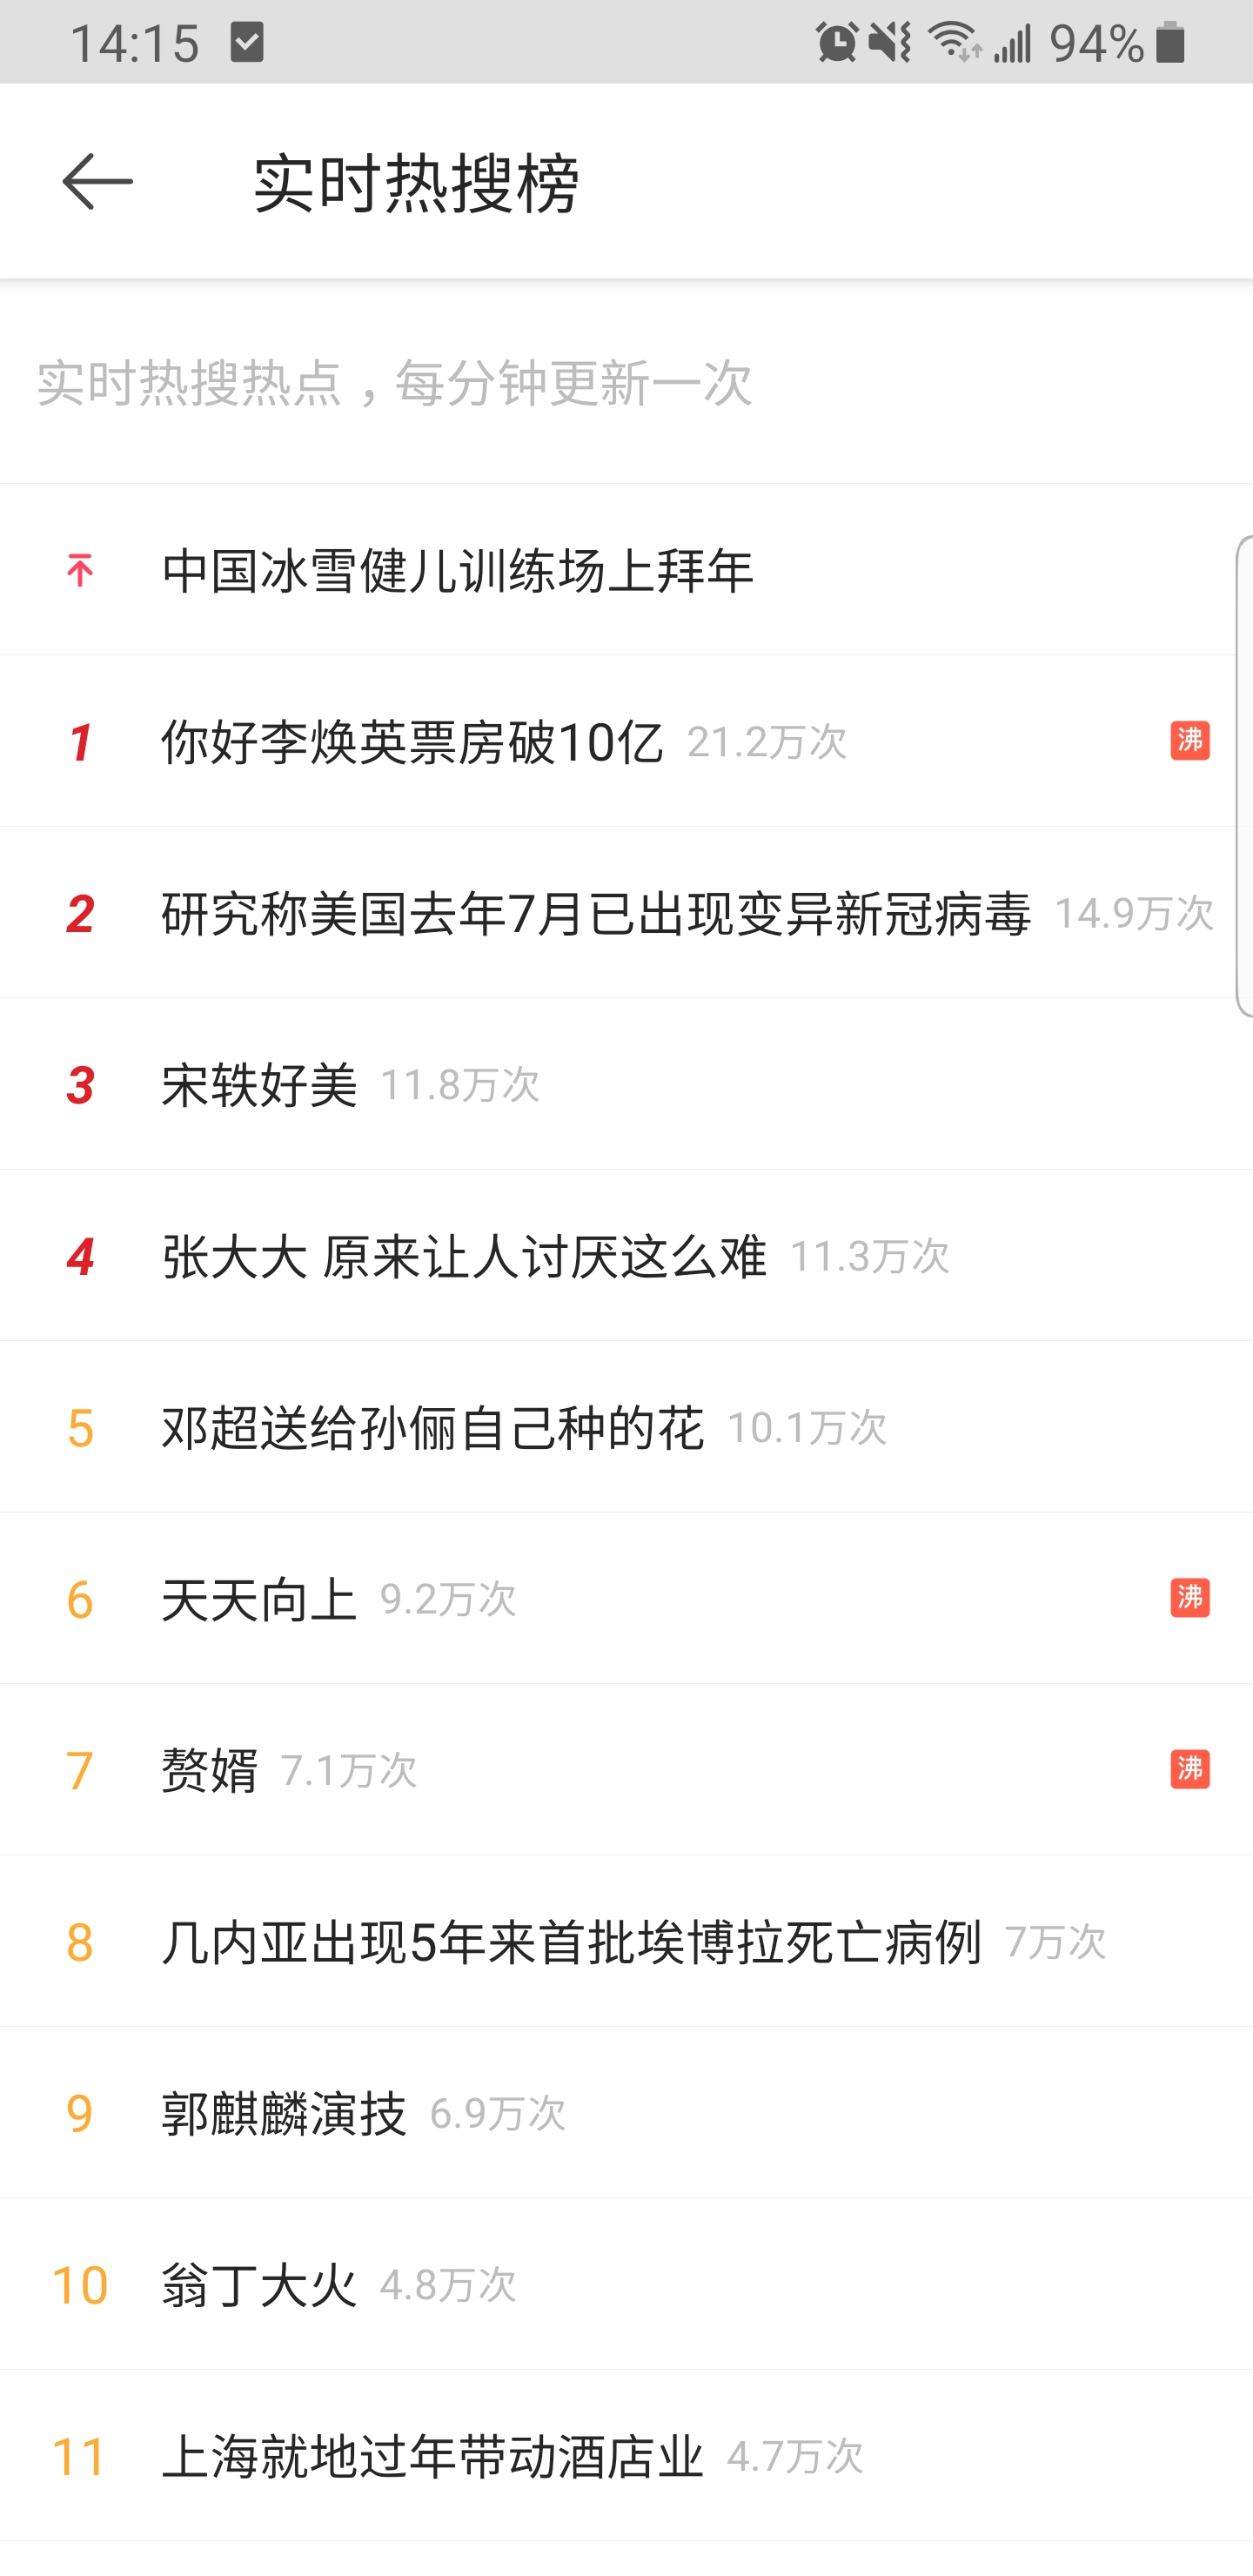 14:15 94%
实时热搜榜
实时热搜热点，每分钟更新一次
中国冰雪健儿训练场上拜年
1 你好李焕英票房破10亿 21.2万次 沸
2 研究称美国去年7月已出现变异新冠病毒 14.9万次
3 宋轶好美 11.8万次
4 张大大 原来让人讨厌这么难 11.3万次
5 邓超送给孙俪自己种的花 10.1万次
6 天天向上 9.2万次 沸
7 赘婿 7.1万次 沸
8 几内亚出现5年来首批埃博拉死亡病例 7万次
9 郭麒麟演技 6.9万次
10 翁丁大火 4.8万次
11 上海就地过年带动酒店业 4.7万次